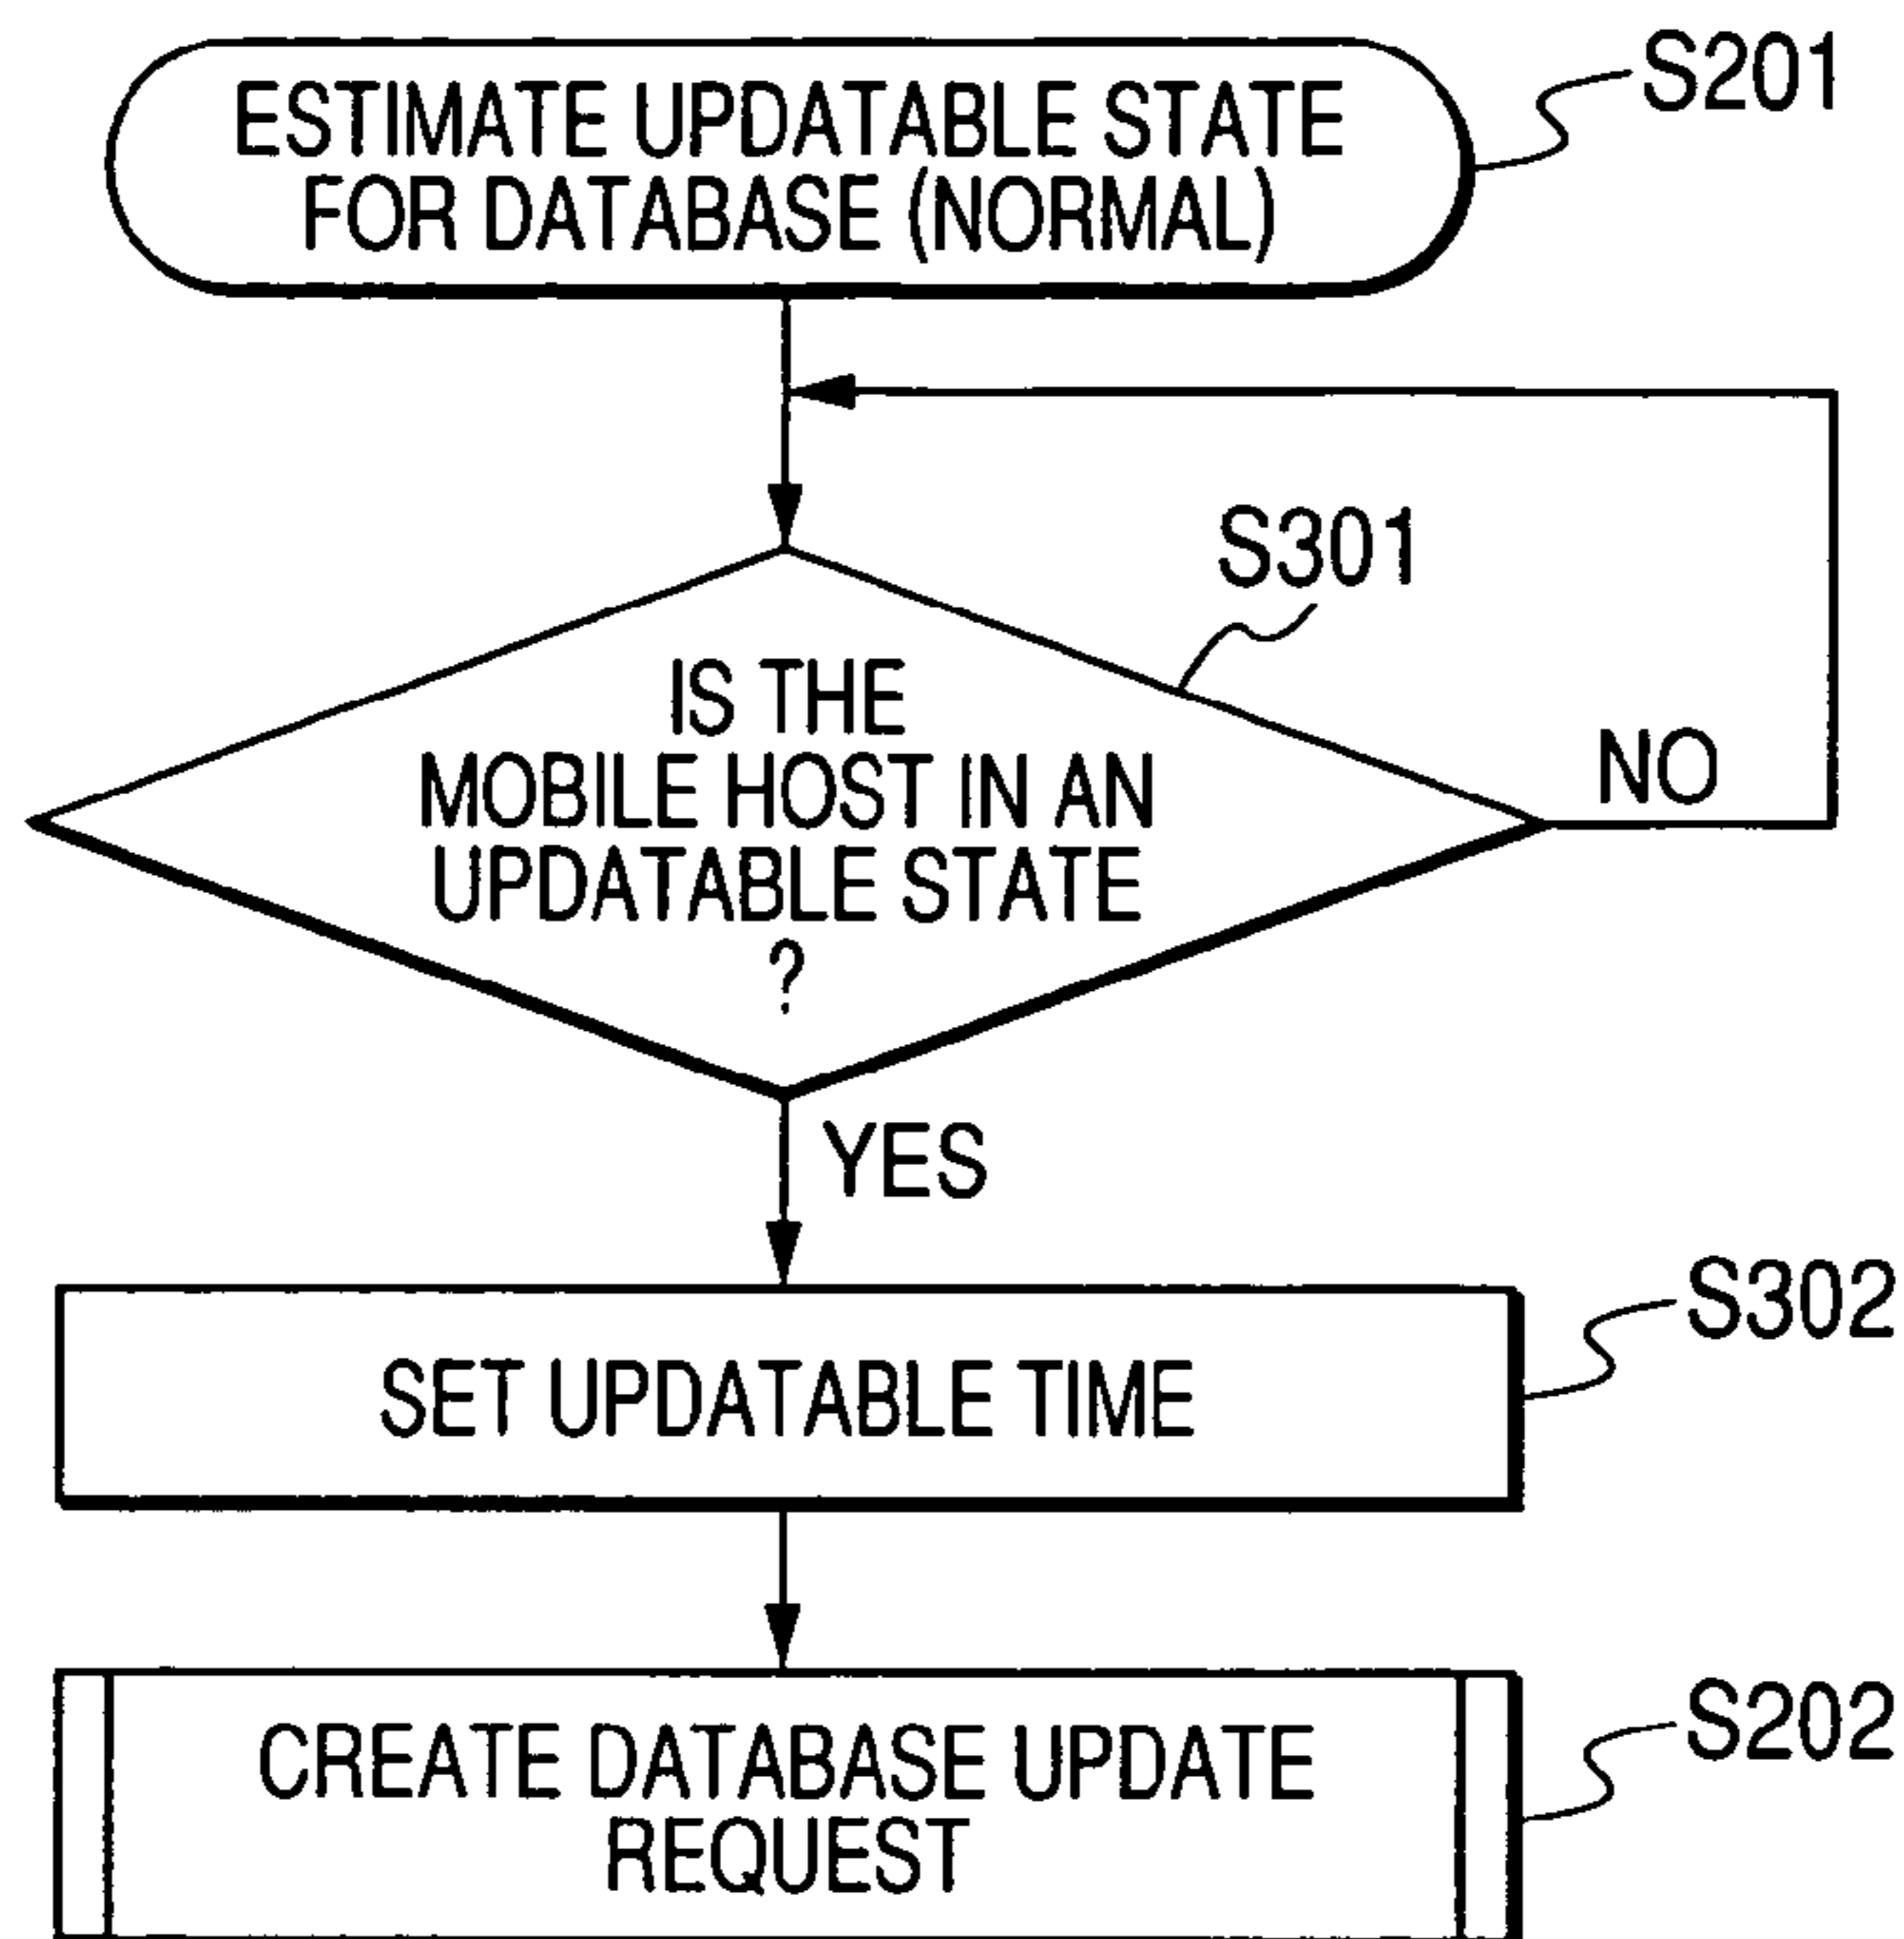 ESTIMATE UPDATABLE STATE
FOR DATABASE (NORMAL)
S201
S301
IS THE
MOBILE HOST IN AN
UPDATABLE STATE
?
NO
YES
S302
SET UPDATABLE TIME
S202
CREATE DATABASE UPDATE
REQUEST